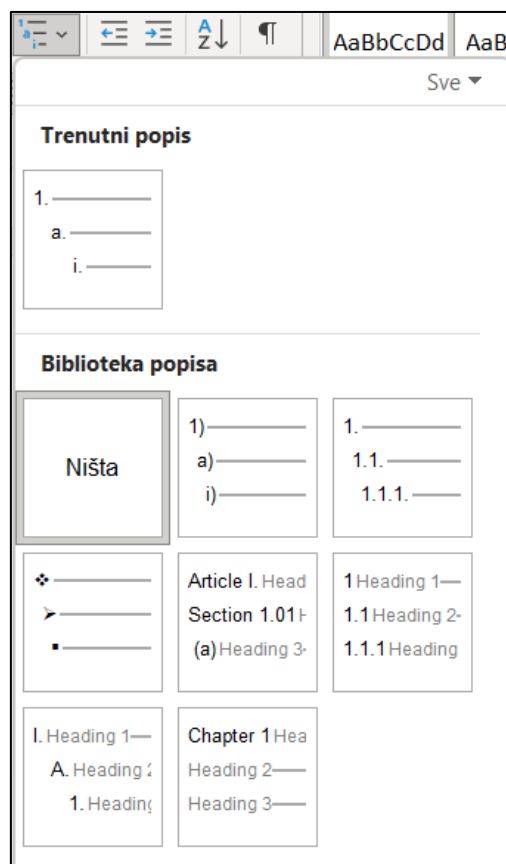 1 a i
A Z ¶ AaBbCcDd AaB
Sve
Trenutni popis
1.
a.
i.
Biblioteka popisa
Ništa
1)
a)
i)
1.
1.1.
1.1.1.
Article I. Head
Section 1.01
(a) Heading 3
1 Heading 1
1.1 Heading 2
1.1.1 Heading
I. Heading 1
A. Heading 2
1. Heading
Chapter 1 Hea
Heading 2
Heading 3